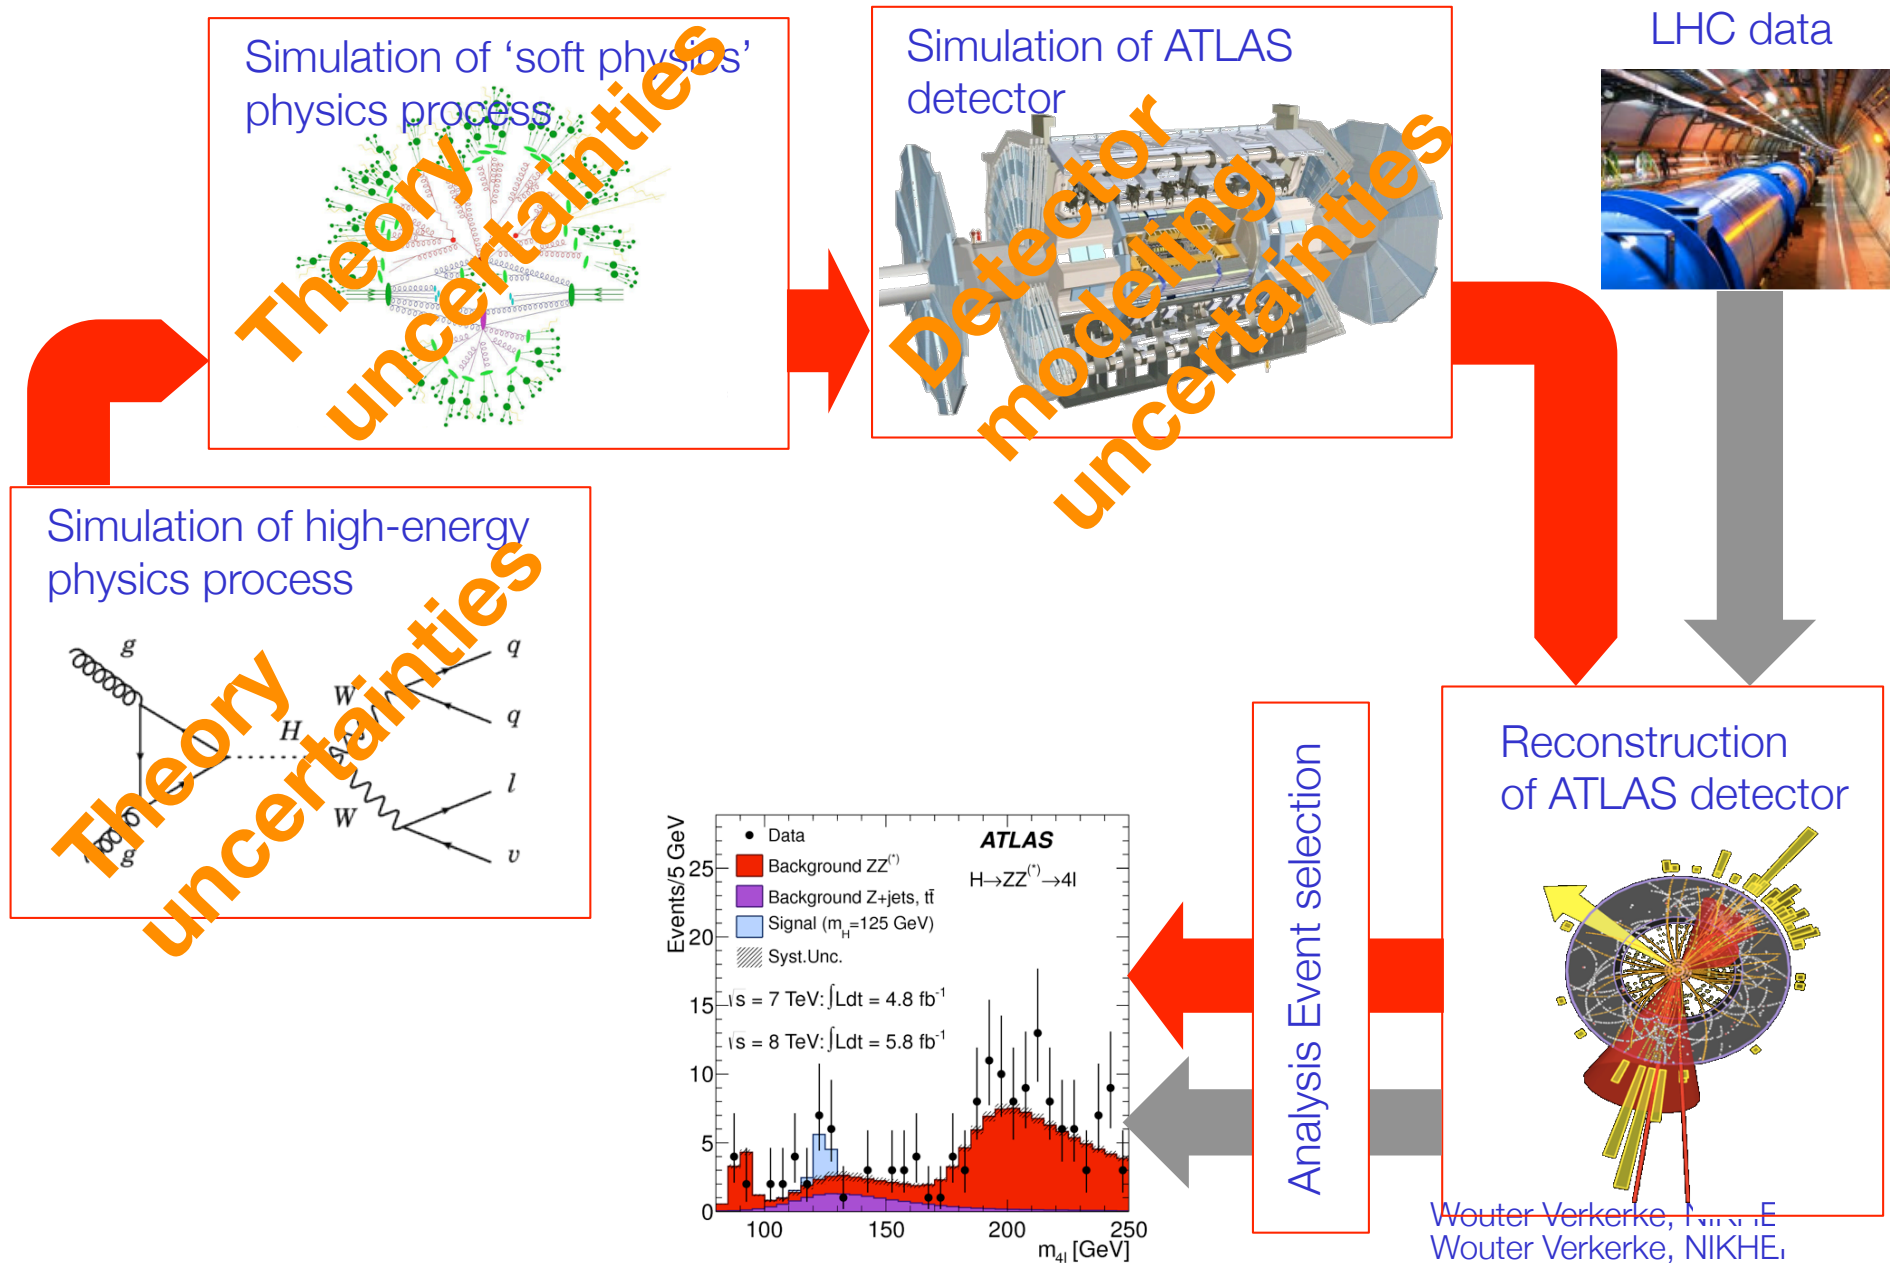 Simulation of ‘soft physics’
physics process
Theory
uncertainties
Simulation of ATLAS
detector
Detector
modeling
uncertainties
LHC data
Simulation of high-energy
physics process
Theory
uncertainties
g
g
H
W
W
q
q
l
ν
Reconstruction
of ATLAS detector
Analysis Event selection
Events/5 GeV
Data
Background ZZ(*)
Background Z+jets, tt̄
Signal (mH=125 GeV)
Syst.Unc.
ATLAS
H→ZZ(*)→4l
√s = 7 TeV: ∫Ldt = 4.8 fb-1
√s = 8 TeV: ∫Ldt = 5.8 fb-1
25
20
15
10
5
0
100 150 200 250
m4l [GeV]
Wouter Verkerke,
Wouter Verkerke,